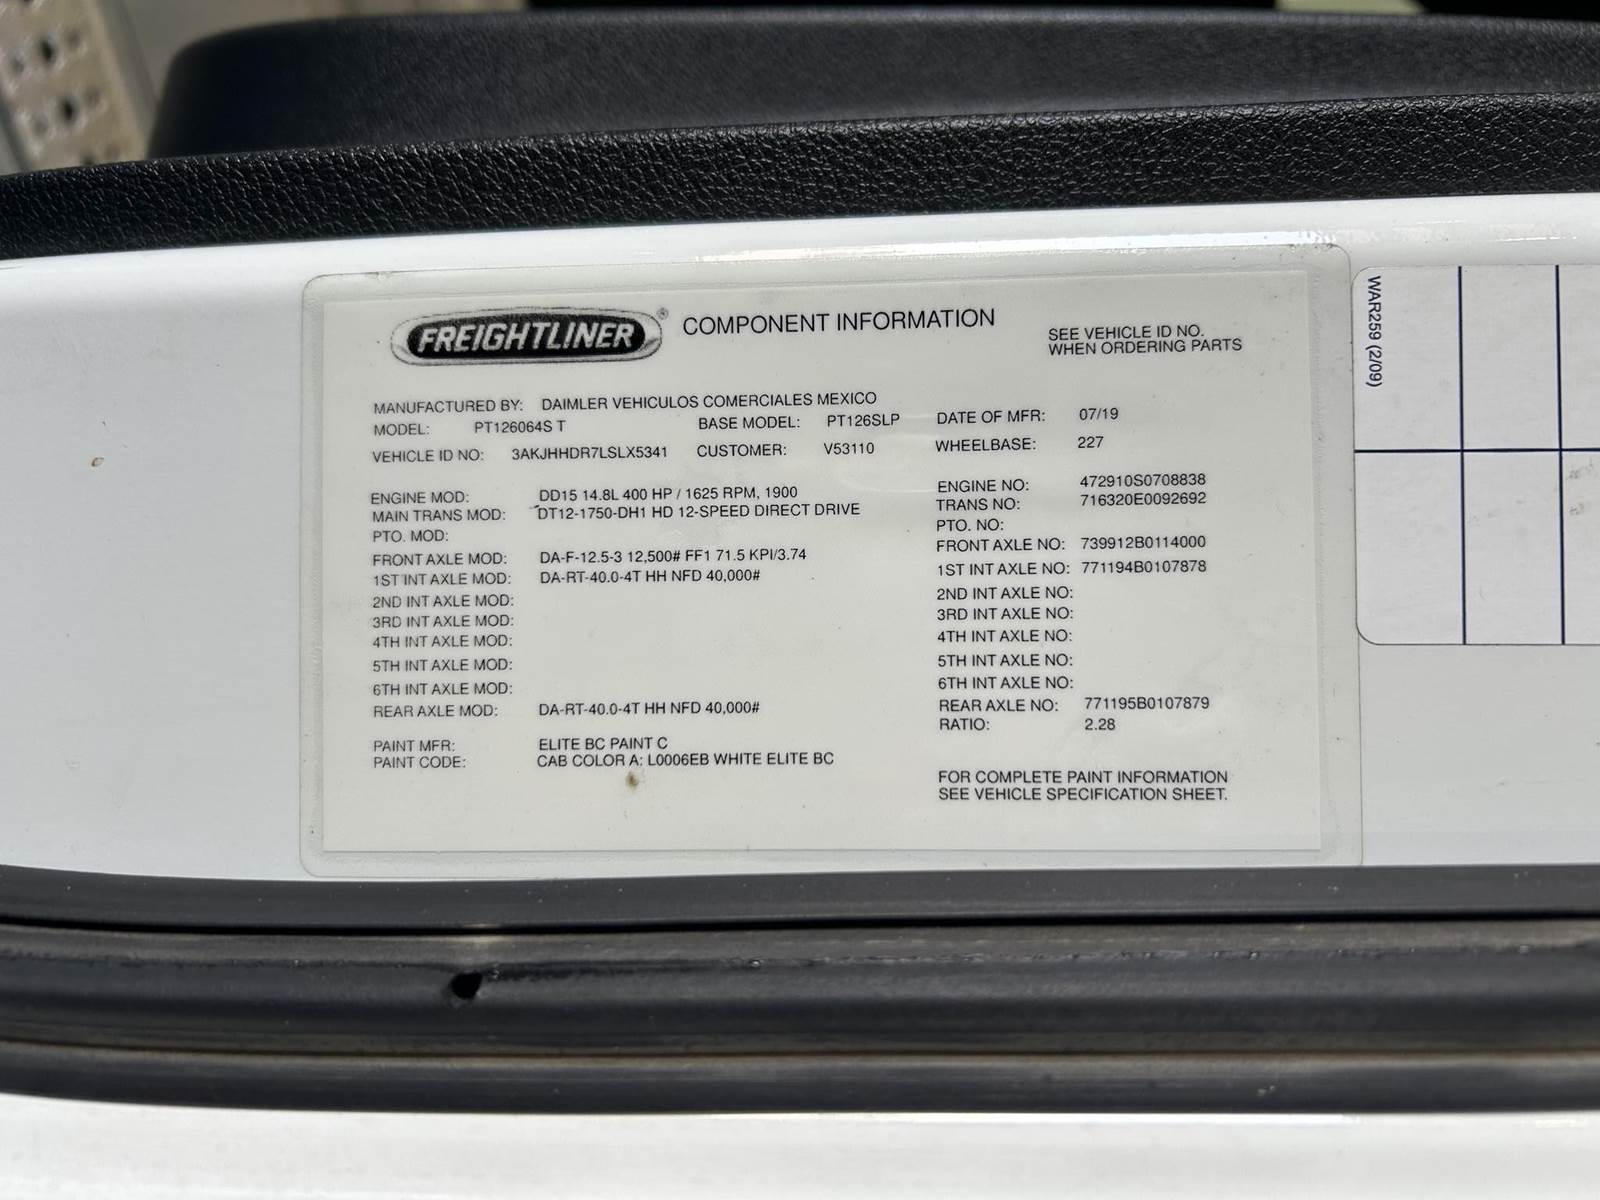 FREIGHTLINER® COMPONENT INFORMATION
SEE VEHICLE ID NO.
WHEN ORDERING PARTS
MANUFACTURED BY: DAIMLER VEHICULOS COMERCIALES MEXICO
MODEL: PT126064S T BASE MODEL: PT126SLP DATE OF MFR: 07/19
VEHICLE ID NO: 3AKJHHDR7LSLX5341 CUSTOMER: V53110 WHEELBASE: 227
ENGINE MOD: DD15 14.8L 400 HP / 1625 RPM, 1900 ENGINE NO: 472910S0708838
MAIN TRANS MOD: DT12-1750-DH1 HD 12-SPEED DIRECT DRIVE TRANS NO: 716320E0092692
PTO. MOD: PTO. NO:
FRONT AXLE MOD: DA-F-12.5-3 12,500# FF1 71.5 KPI/3.74 FRONT AXLE NO: 739912B0114000
1ST INT AXLE MOD: DA-RT-40.0-4T HH NFD 40,000# 1ST INT AXLE NO: 771194B0107878
2ND INT AXLE MOD: 2ND INT AXLE NO:
3RD INT AXLE MOD: 3RD INT AXLE NO:
4TH INT AXLE MOD: 4TH INT AXLE NO:
5TH INT AXLE MOD: 5TH INT AXLE NO:
6TH INT AXLE MOD: 6TH INT AXLE NO:
REAR AXLE MOD: DA-RT-40.0-4T HH NFD 40,000# REAR AXLE NO: 771195B0107879
RATIO: 2.28
PAINT MFR: ELITE BC PAINT C
PAINT CODE: CAB COLOR A: L0006EB WHITE ELITE BC
FOR COMPLETE PAINT INFORMATION
SEE VEHICLE SPECIFICATION SHEET.
WAR259 (2/09)